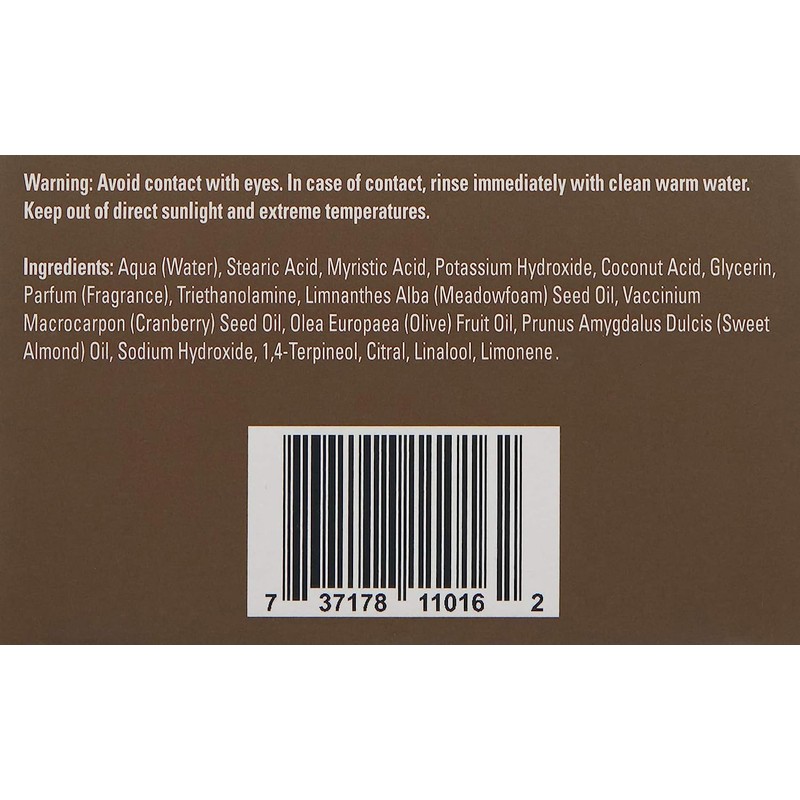 Warning: Avoid contact with eyes. In case of contact, rinse immediately with clean warm water.
Keep out of direct sunlight and extreme temperatures.
Ingredients: Aqua (Water), Stearic Acid, Myristic Acid, Potassium Hydroxide, Coconut Acid, Glycerin,
Parfum (Fragrance), Triethanolamine, Limnanthes Alba (Meadowfoam) Seed Oil, Vaccinium
Macrocarpon (Cranberry) Seed Oil, Olea Europaea (Olive) Fruit Oil, Prunus Amygdalus Dulcis (Sweet
Almond) Oil, Sodium Hydroxide, 1,4-Terpineol, Citral, Linalool, Limonene.
7 37178 11016 2